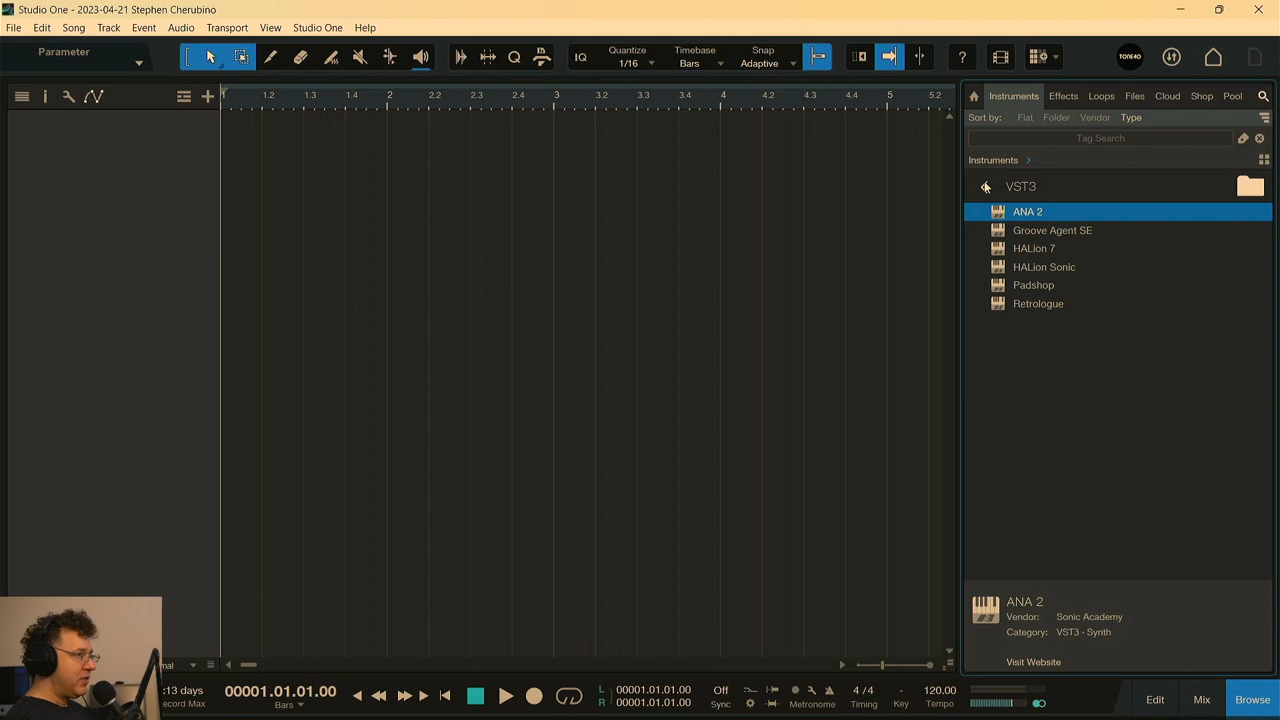 Studio One - 2023-04-21 Stephen Cherubino
File Edit Song Track Event Audio Transport View Studio One Help
Parameter
IQ
Quantize
1/16
Timebase
Bars
Snap
Adaptive
TONE40
1.2 1.3 1.4 2 2.2 2.3 2.4 3 3.2 3.3 3.4 4 4.2 4.3 4.4 5 5.2
Instruments Effects Loops Files Cloud Shop Pool
Sort by: Flat Folder Vendor Type
Tag Search
Instruments
VST3
ANA 2
Groove Agent SE
HALion 7
HALion Sonic
Padshop
Retrologue
ANA 2
Vendor: Sonic Academy
Category: VST3 - Synth
Visit Website
:13 days
ecord Max
00001.01.01.00
Bars
L 00001.01.01.00
R 00001.01.01.00
Off
Sync
Metronome
4 / 4
Timing
-
Key
120.00
Tempo
Edit Mix Browse